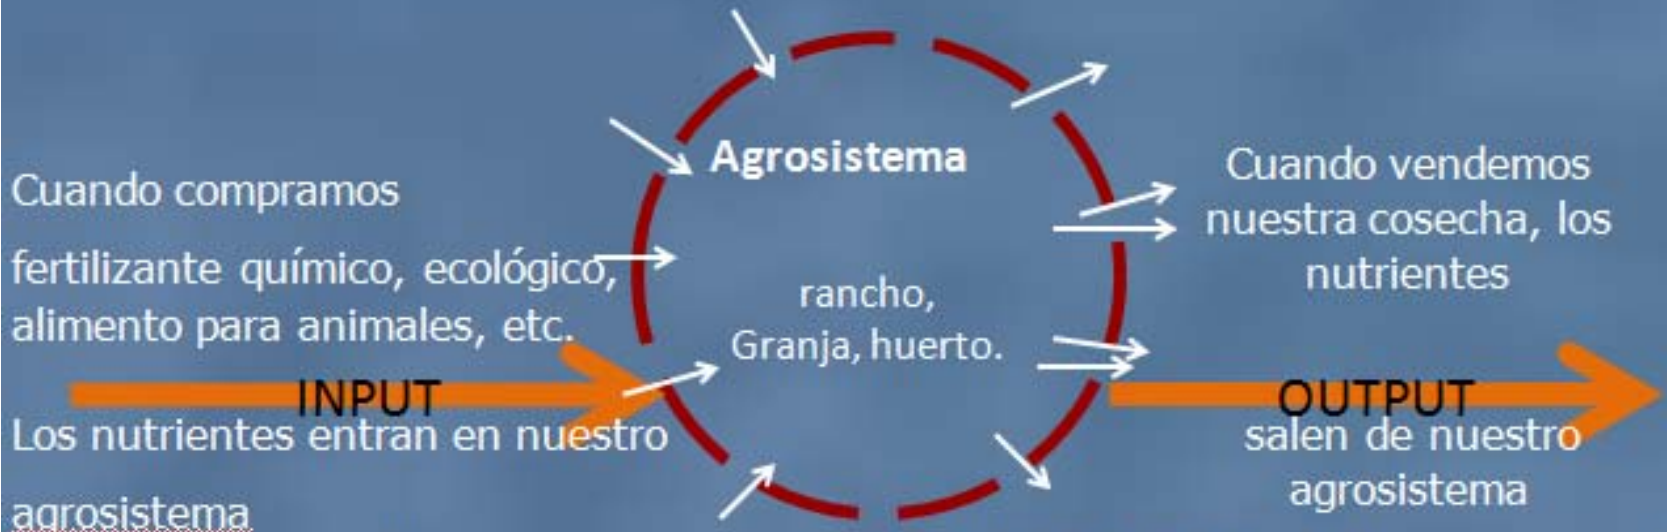 Cuando compramos
fertilizante químico, ecológico,
alimento para animales, etc.
INPUT
Los nutrientes entran en nuestro
agrosistema
Agrosistema
rancho,
Granja, huerto.
Cuando vendemos
nuestra cosecha, los
nutrientes
OUTPUT
salen de nuestro
agrosistema